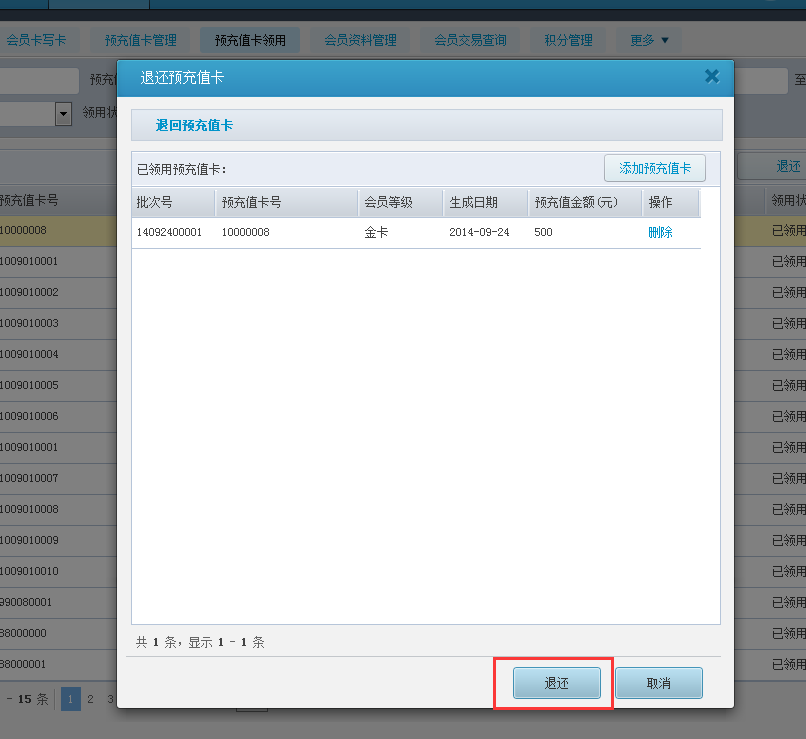 会员卡写卡 预充值卡管理 预充值卡领用 会员资料管理 会员交易查询 积分管理 更多 ▼
预充 至
领用状
退还预充值卡
退回预充值卡
已领用预充值卡： 添加预充值卡
退还
预充值卡号 领用状
批次号 预充值卡号 会员等级 生成日期 预充值金额(元) 操作
14092400001 10000008 金卡 2014-09-24 500 删除
10000008 已领用
1009010001 已领用
1009010002 已领用
1009010003 已领用
1009010004 已领用
1009010005 已领用
1009010006 已领用
1009010001 已领用
1009010007 已领用
1009010008 已领用
1009010009 已领用
1009010010 已领用
990080001 已领用
88000000 已领用
88000001 已领用
共 1 条，显示 1 - 1 条
退还 取消
- 15 条 1 2 3